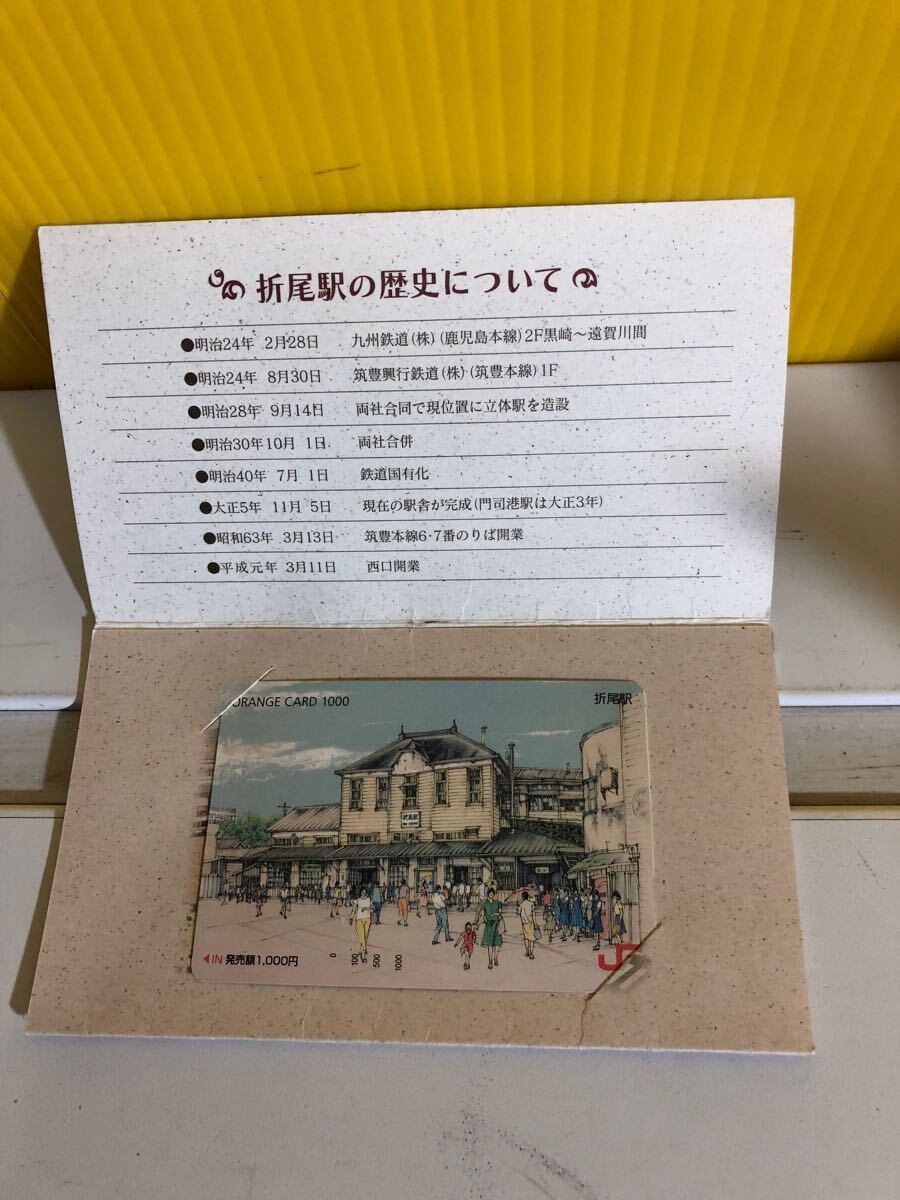 折尾駅の歴史について
●明治24年 2月28日 九州鉄道(株)(鹿児島本線)2F黒崎～遠賀川間
●明治24年 8月30日 筑豊興行鉄道(株)(筑豊本線)1F
●明治28年 9月14日 両社合同で現位置に立体駅を造設
●明治30年10月 1日 両社合併
●明治40年 7月 1日 鉄道国有化
●大正5年 11月 5日 現在の駅舎が完成(門司港駅は大正3年)
●昭和63年 3月13日 筑豊本線6・7番のりば開業
●平成元年 3月11日 西口開業
ORANGE CARD 1000 折尾駅
折尾駅
◀IN 発売額1,000円 0 100 500 1000
JR